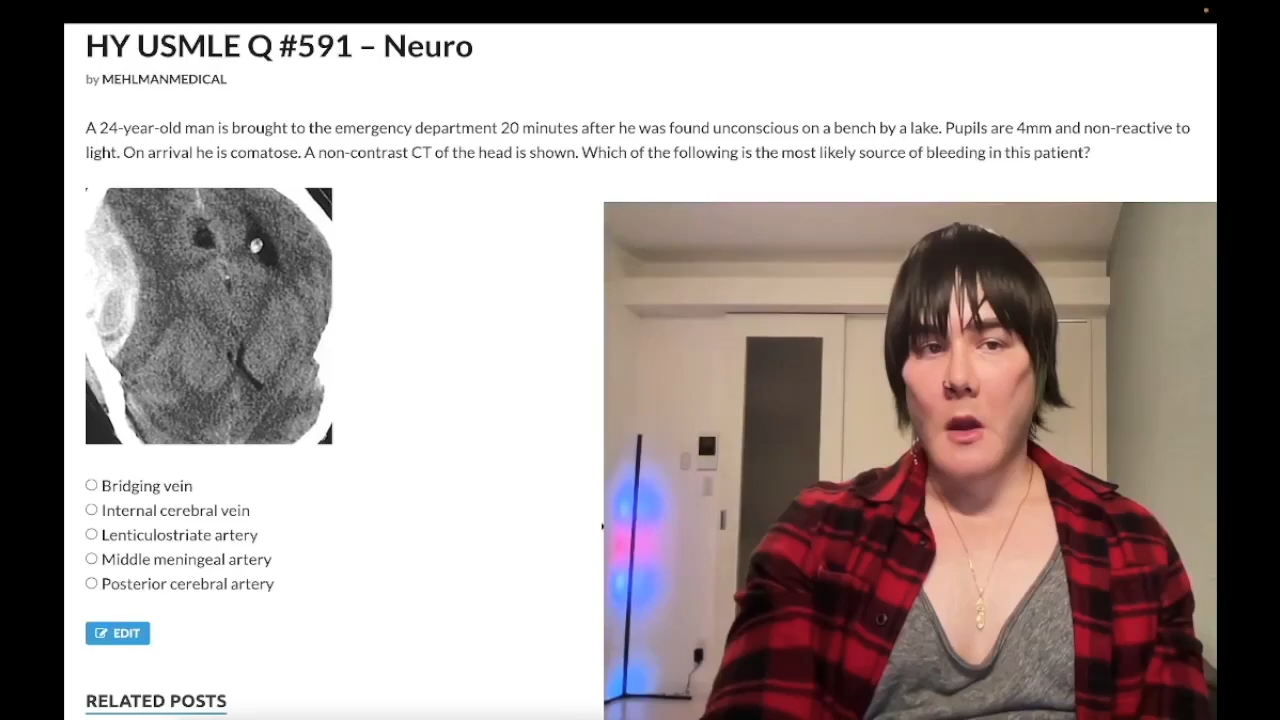 HY USMLE Q #591 – Neuro
by MEHLMANMEDICAL
A 24-year-old man is brought to the emergency department 20 minutes after he was found unconscious on a bench by a lake. Pupils are 4mm and non-reactive to
light. On arrival he is comatose. A non-contrast CT of the head is shown. Which of the following is the most likely source of bleeding in this patient?
Bridging vein
Internal cerebral vein
Lenticulostriate artery
Middle meningeal artery
Posterior cerebral artery
EDIT
RELATED POSTS